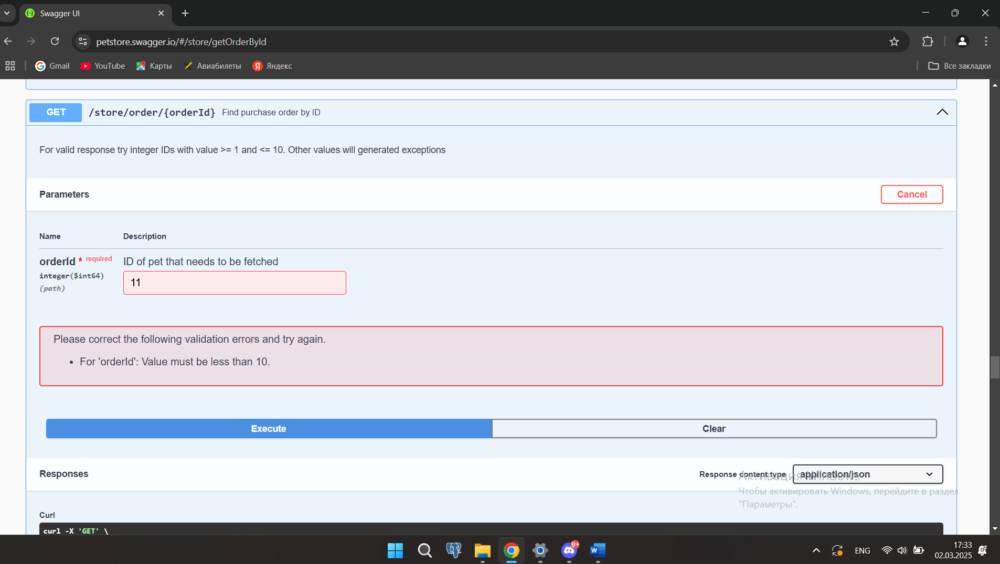 Swagger UI
petstore.swagger.io/#/store/getOrderById
Gmail YouTube Карты Авиабилеты Яндекс Все закладки
GET /store/order/{orderId} Find purchase order by ID
For valid response try integer IDs with value >= 1 and <= 10. Other values will generated exceptions
Parameters
Cancel
Name Description
orderId * required ID of pet that needs to be fetched
integer($int64)
(path)
11
Please correct the following validation errors and try again.
• For 'orderId': Value must be less than 10.
Execute Clear
Responses Response content type application/json
Активация Windows
Чтобы активировать Windows, перейдите в раздел
"Параметры".
Curl
curl -X 'GET' \
9+
ENG
17:33
02.03.2025